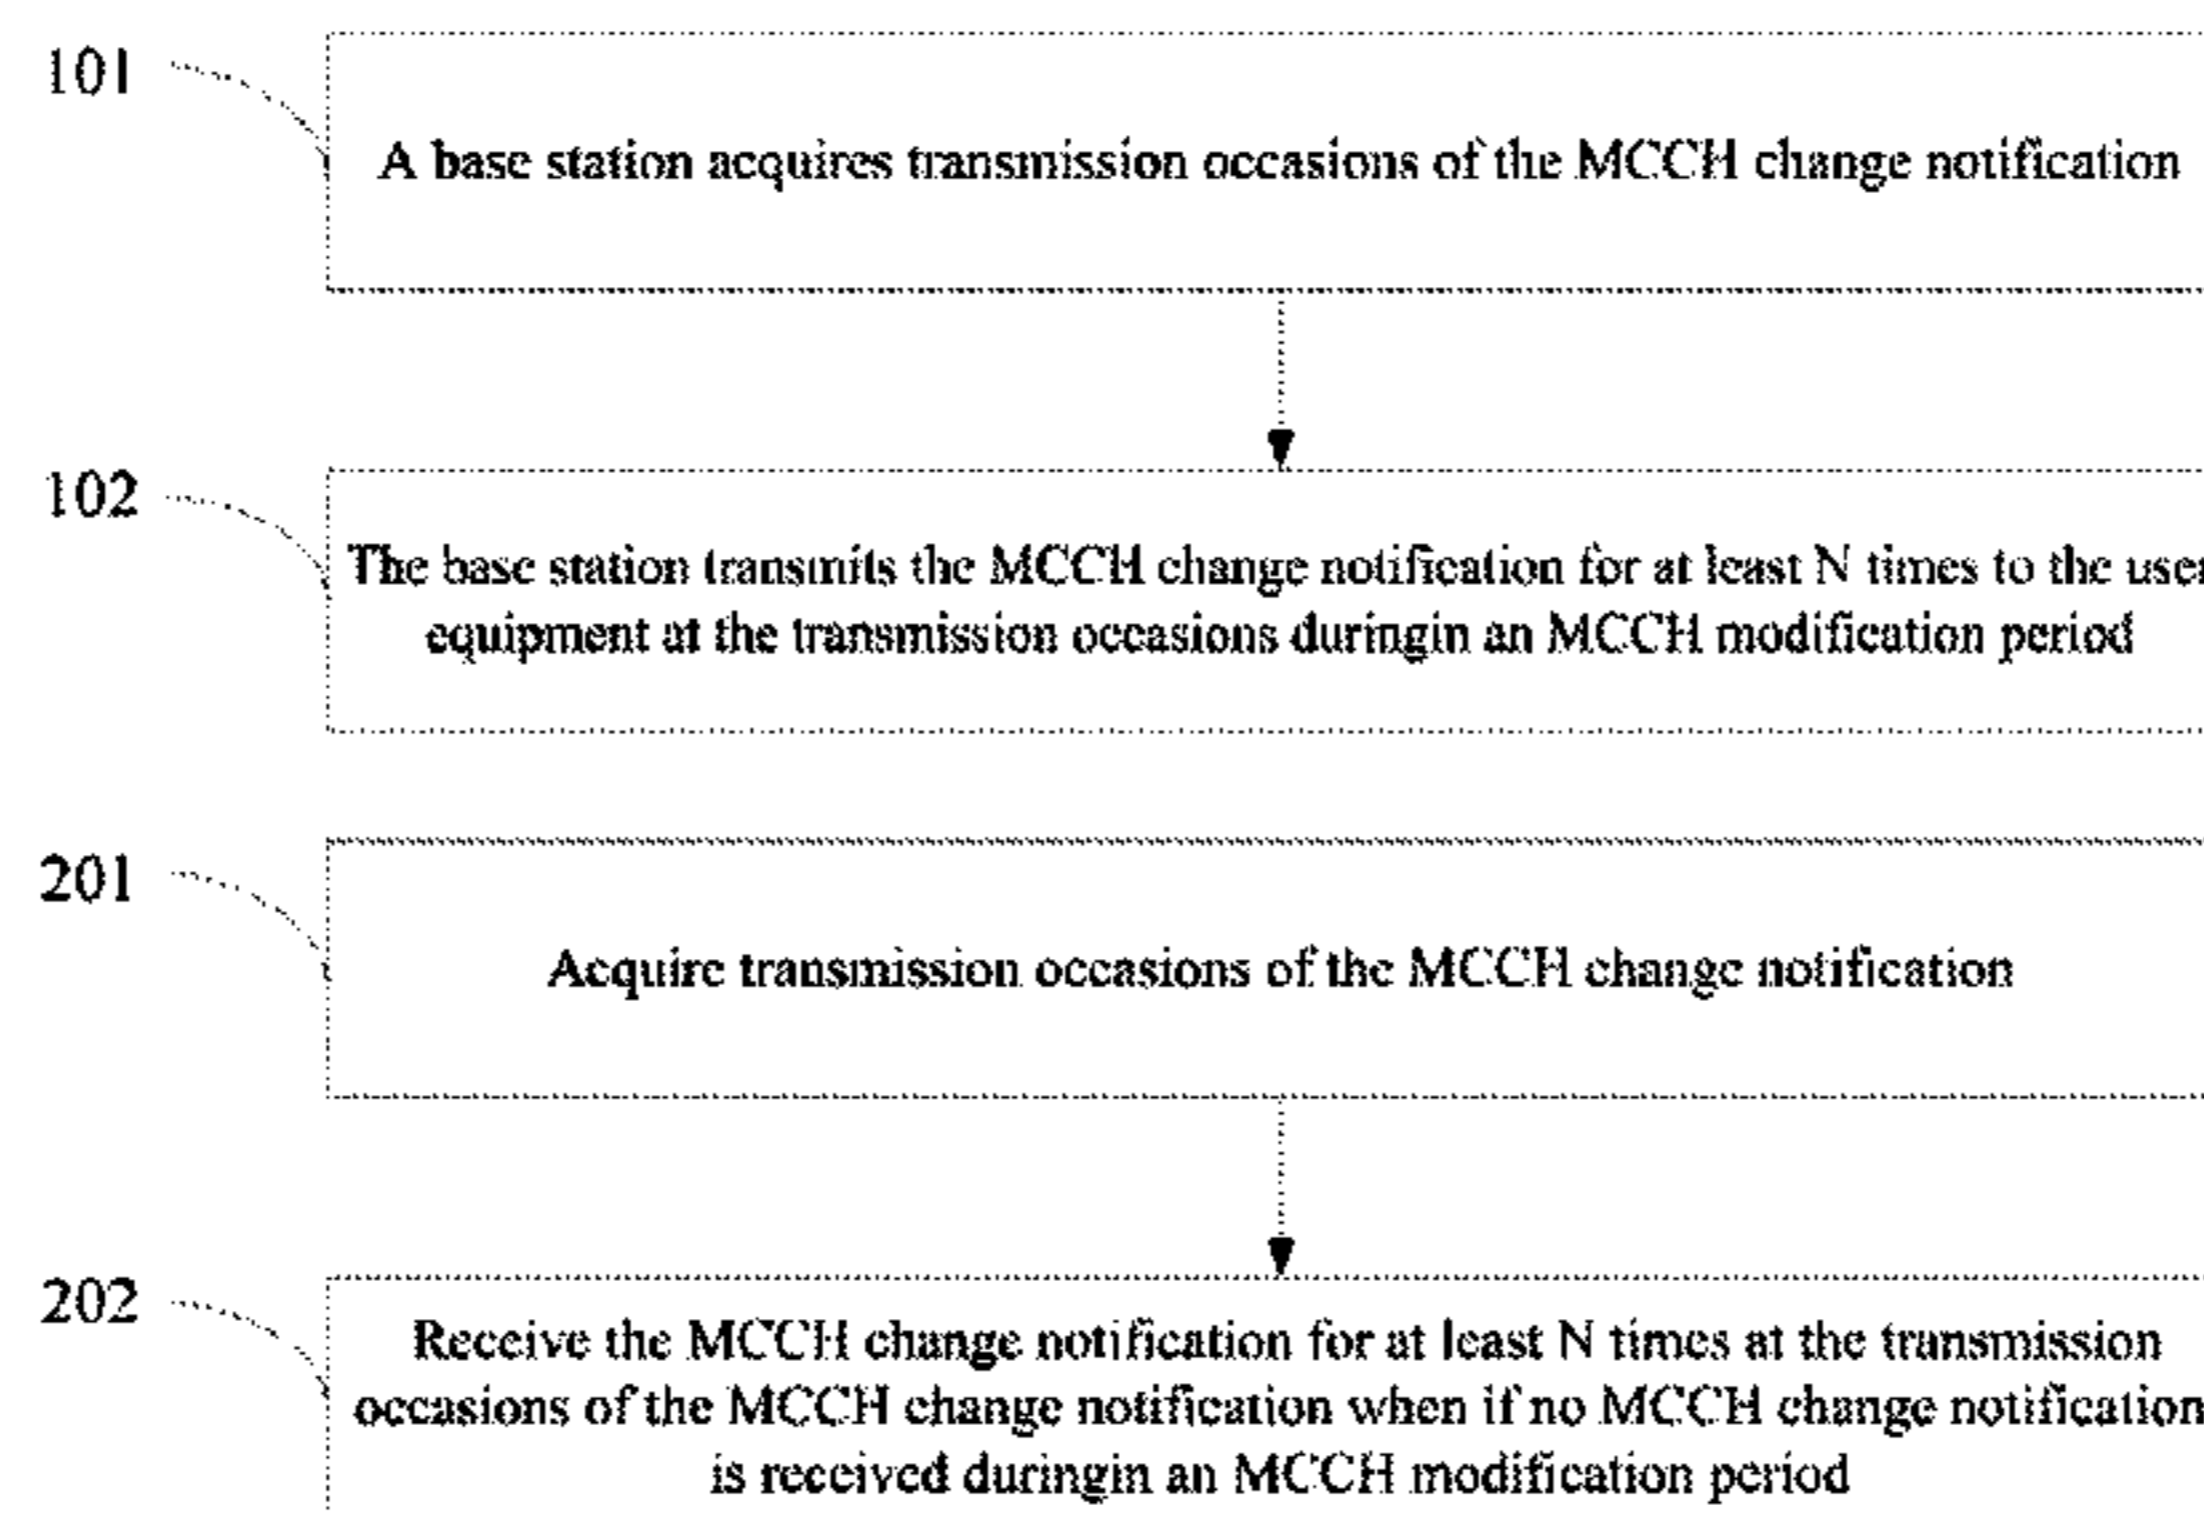 101
A base station acquires transmission occasions of the MCCH change notification
102
The base station transmits the MCCH change notification for at least N times to the user
equipment at the transmission occasions duringin an MCCH modification period
201
Acquire transmission occasions of the MCCH change notification
202
Receive the MCCH change notification for at least N times at the transmission
occasions of the MCCH change notification when if no MCCH change notification
is received duringin an MCCH modification period